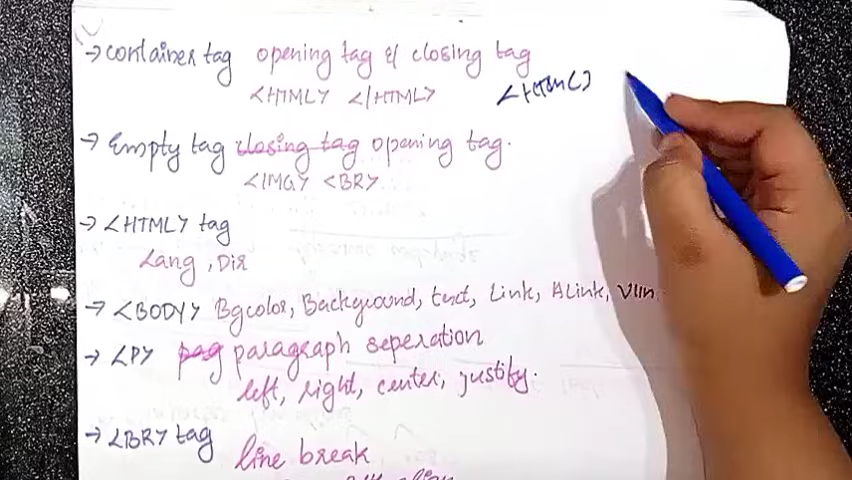 → container tag opening tag & closing tag
<HTML> </HTML> <HTML>
→ Empty tag closing tag opening tag.
<IMG> <BR>
→ <HTML> tag
Lang, Dir
→ <BODY> Bgcolor, Background, text, Link, ALink, Vlin
→ <P> pag paragraph seperation
left, right, center, justify.
→ <BR> tag
line break